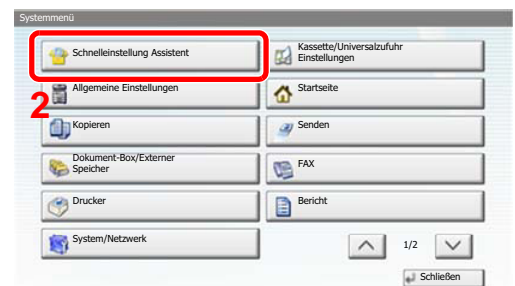 Systemmenü
Schnelleinstellung Assistent
Kassette/Universalzufuhr
Einstellungen
2
Allgemeine Einstellungen
Startseite
Kopieren
Senden
Dokument-Box/Externer
Speicher
FAX
Drucker
Bericht
System/Netzwerk
1/2
Schließen